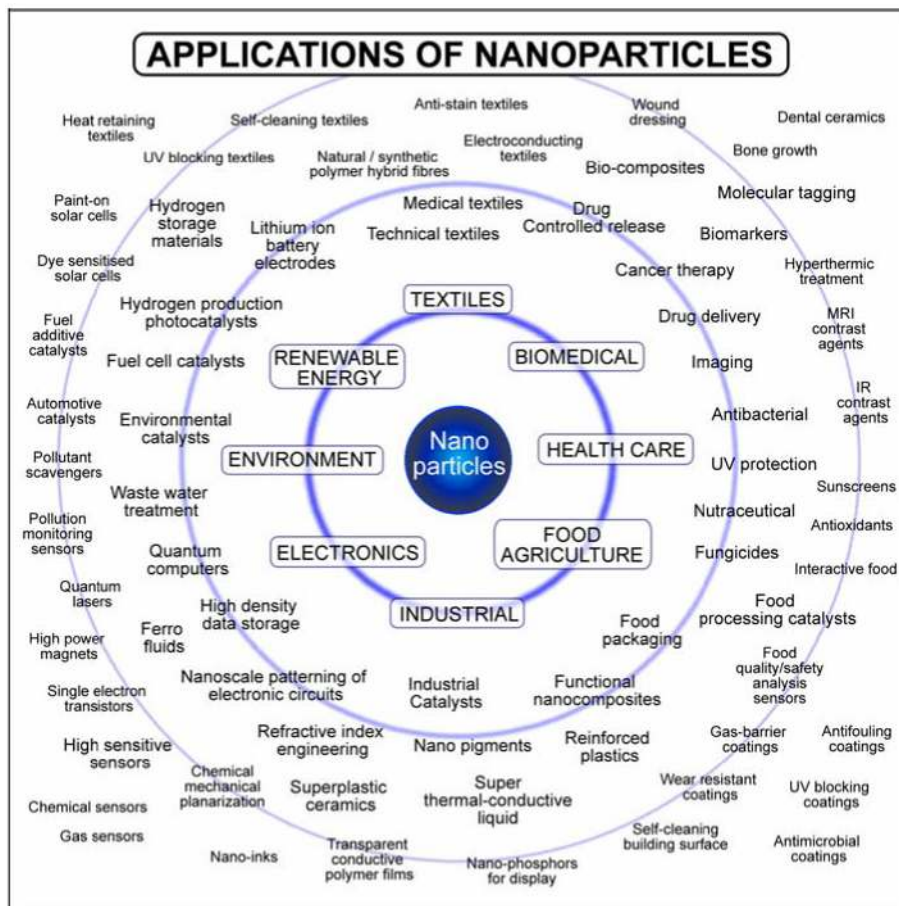 APPLICATIONS OF NANOPARTICLES
Anti-stain textiles
Wound
dressing
Heat retaining
textiles
Self-cleaning textiles
Dental ceramics
Electroconducting
textiles
Bone growth
UV blocking textiles
Natural / synthetic
polymer hybrid fibres
Bio-composites
Molecular tagging
Paint-on
solar cells
Hydrogen
storage
materials
Lithium ion
battery
electrodes
Medical textiles
Technical textiles
Drug
Controlled release
Biomarkers
Dye sensitised
solar cells
Cancer therapy
Hyperthermic
treatment
Hydrogen production
photocatalysts
TEXTILES
Drug delivery
MRI
contrast
agents
Fuel
additive
catalysts
Fuel cell catalysts
RENEWABLE
ENERGY
BIOMEDICAL
Imaging
IR
contrast
agents
Automotive
catalysts
Environmental
catalysts
Antibacterial
Nano
particles
Pollutant
scavengers
ENVIRONMENT
HEALTH CARE
UV protection
Sunscreens
Waste water
treatment
Nutraceutical
Antioxidants
Pollution
monitoring
sensors
Quantum
computers
ELECTRONICS
FOOD
AGRICULTURE
Fungicides
Interactive food
Quantum
lasers
High density
data storage
INDUSTRIAL
Food
packaging
Food
processing catalysts
High power
magnets
Ferro
fluids
Food
quality/safety
analysis
sensors
Single electron
transistors
Nanoscale patterning of
electronic circuits
Industrial
Catalysts
Functional
nanocomposites
High sensitive
sensors
Refractive index
engineering
Nano pigments
Reinforced
plastics
Gas-barrier
coatings
Antifouling
coatings
Chemical
mechanical
planarization
Superplastic
ceramics
Super
thermal-conductive
liquid
Wear resistant
coatings
UV blocking
coatings
Chemical sensors
Gas sensors
Nano-inks
Transparent
conductive
polymer films
Nano-phosphors
for display
Self-cleaning
building surface
Antimicrobial
coatings